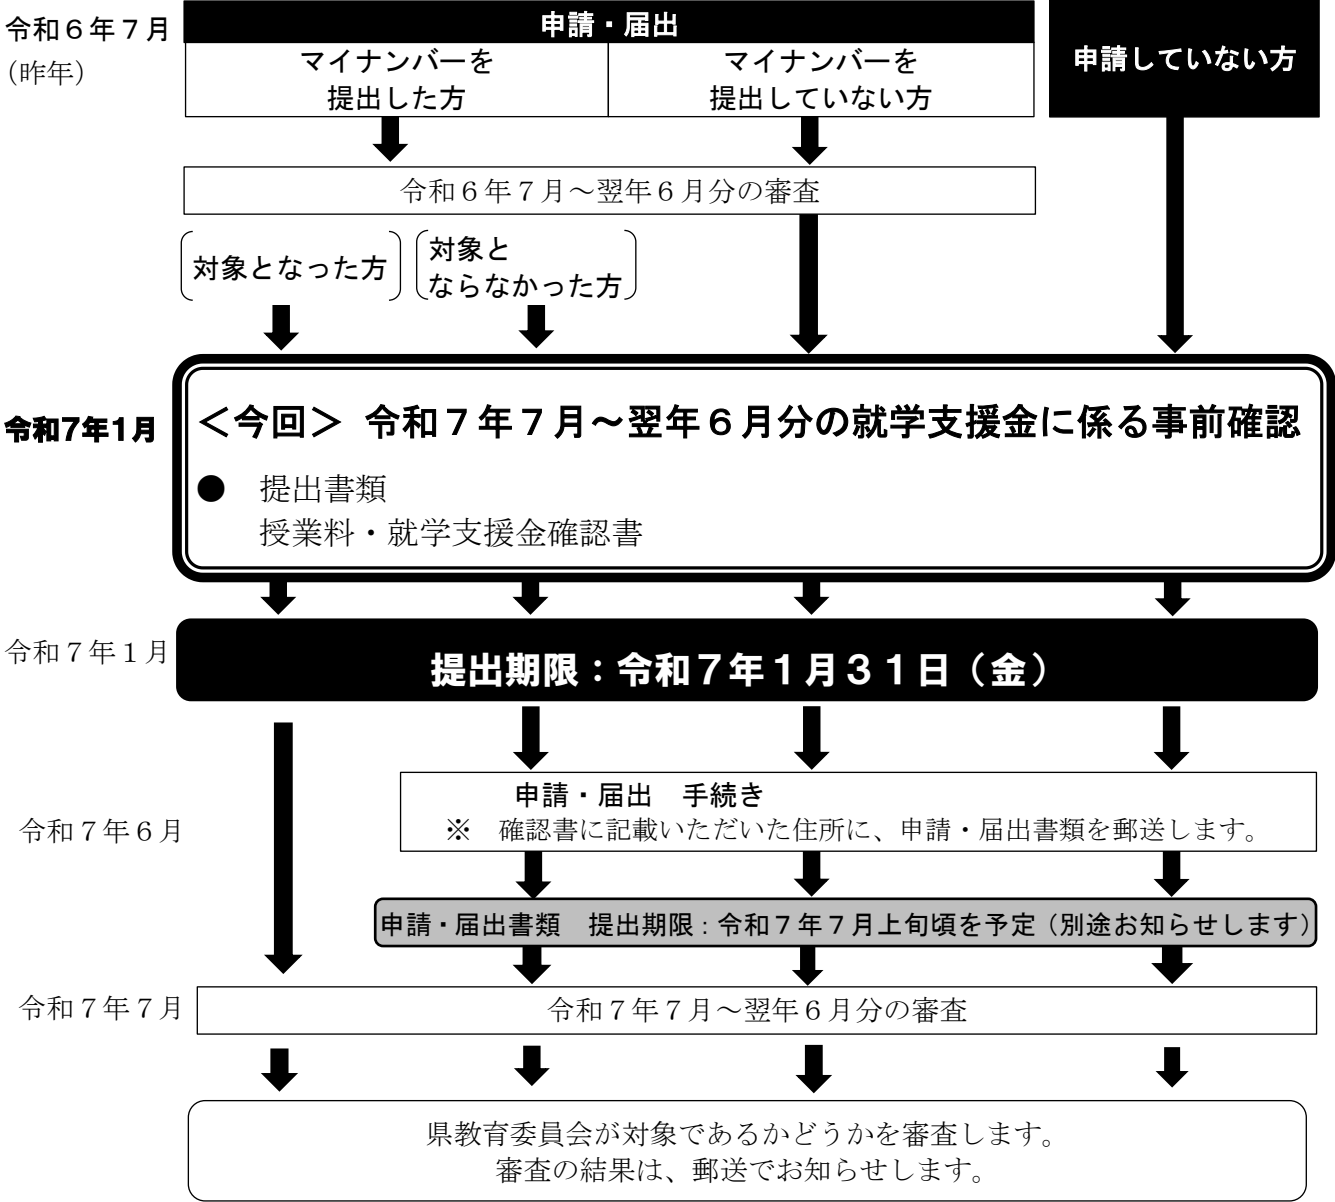 令和６年７月
（昨年）
申請・届出
マイナンバーを
提出した方
マイナンバーを
提出していない方
申請していない方
令和６年７月～翌年６月分の審査
対象となった方
対象と
ならなかった方
令和7年1月
＜今回＞ 令和７年７月～翌年６月分の就学支援金に係る事前確認
● 提出書類
授業料・就学支援金確認書
令和７年１月
提出期限：令和７年１月３１日（金）
令和７年６月
申請・届出　手続き
※　確認書に記載いただいた住所に、申請・届出書類を郵送します。
申請・届出書類　提出期限：令和７年７月上旬頃を予定（別途お知らせします）
令和７年７月
令和７年７月～翌年６月分の審査
県教育委員会が対象であるかどうかを審査します。
審査の結果は、郵送でお知らせします。